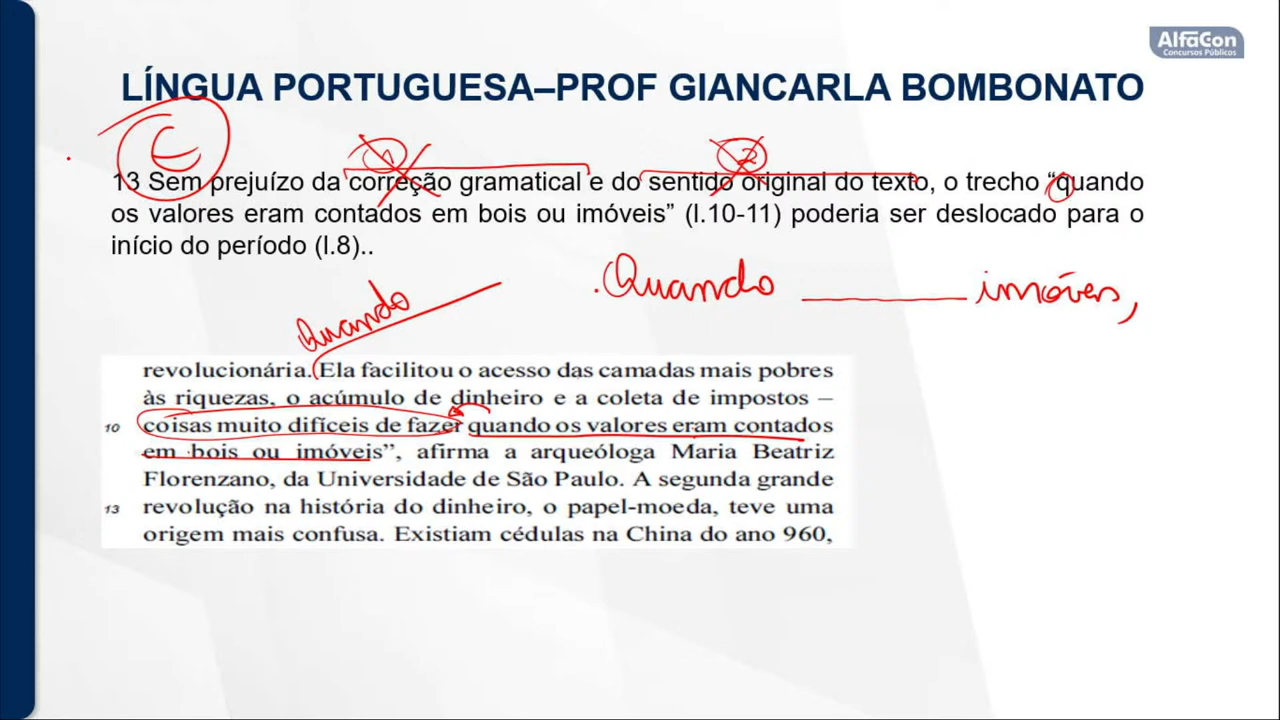 AlfaCon
Concursos Públicos
LÍNGUA PORTUGUESA–PROF GIANCARLA BOMBONATO
1
2
13 Sem prejuízo da correção gramatical e do sentido original do texto, o trecho “quando
os valores eram contados em bois ou imóveis” (l.10-11) poderia ser deslocado para o
início do período (l.8)..
Quando
.Quando ______ imóveis,
revolucionária. Ela facilitou o acesso das camadas mais pobres
às riquezas, o acúmulo de dinheiro e a coleta de impostos –
10 coisas muito difíceis de fazer quando os valores eram contados
em bois ou imóveis”, afirma a arqueóloga Maria Beatriz
Florenzano, da Universidade de São Paulo. A segunda grande
13 revolução na história do dinheiro, o papel-moeda, teve uma
origem mais confusa. Existiam cédulas na China do ano 960,